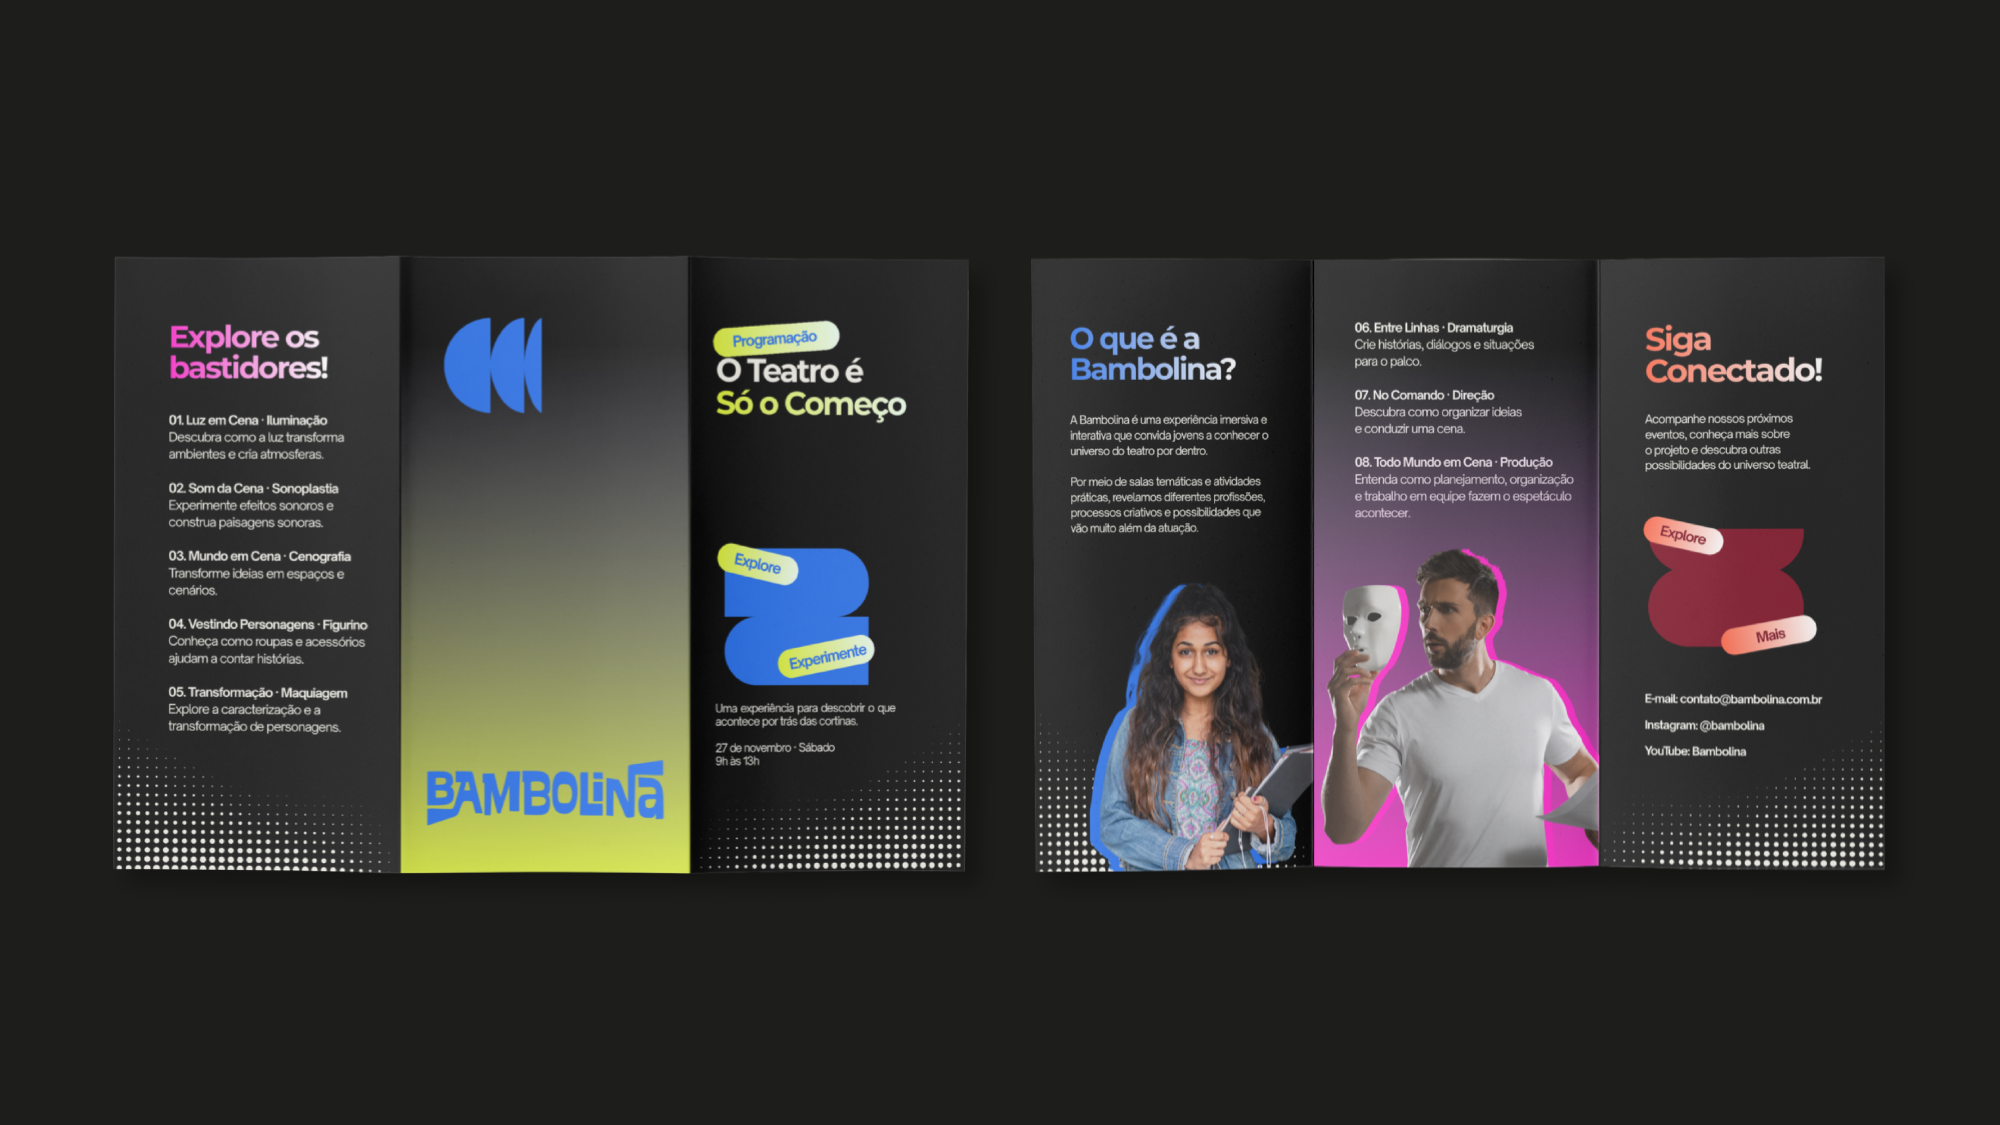 Explore os
bastidores!
01. Luz em Cena · Iluminação
Descubra como a luz transforma
ambientes e cria atmosferas.
02. Som da Cena · Sonoplastia
Experimente efeitos sonoros e
construa paisagens sonoras.
03. Mundo em Cena · Cenografia
Transforme ideias em espaços e
cenários.
04. Vestindo Personagens · Figurino
Conheça como roupas e acessórios
ajudam a contar histórias.
05. Transformação · Maquiagem
Explore a caracterização e a
transformação de personagens.
BAMBOLiNa
Programação
O Teatro é
Só o Começo
Explore
Experimente
Uma experiência para descobrir o que
acontece por trás das cortinas.
27 de novembro · Sábado
9h às 13h
O que é a
Bambolina?
A Bambolina é uma experiência imersiva e
interativa que convida jovens a conhecer o
universo do teatro por dentro.
Por meio de salas temáticas e atividades
práticas, revelamos diferentes profissões,
processos criativos e possibilidades que
vão muito além da atuação.
06. Entre Linhas · Dramaturgia
Crie histórias, diálogos e situações
para o palco.
07. No Comando · Direção
Descubra como organizar ideias
e conduzir uma cena.
08. Todo Mundo em Cena · Produção
Entenda como planejamento, organização
e trabalho em equipe fazem o espetáculo
acontecer.
Siga
Conectado!
Acompanhe nossos próximos
eventos, conheça mais sobre
o projeto e descubra outras
possibilidades do universo teatral.
Explore
Mais
E-mail: contato@bambolina.com.br
Instagram: @bambolina
YouTube: Bambolina